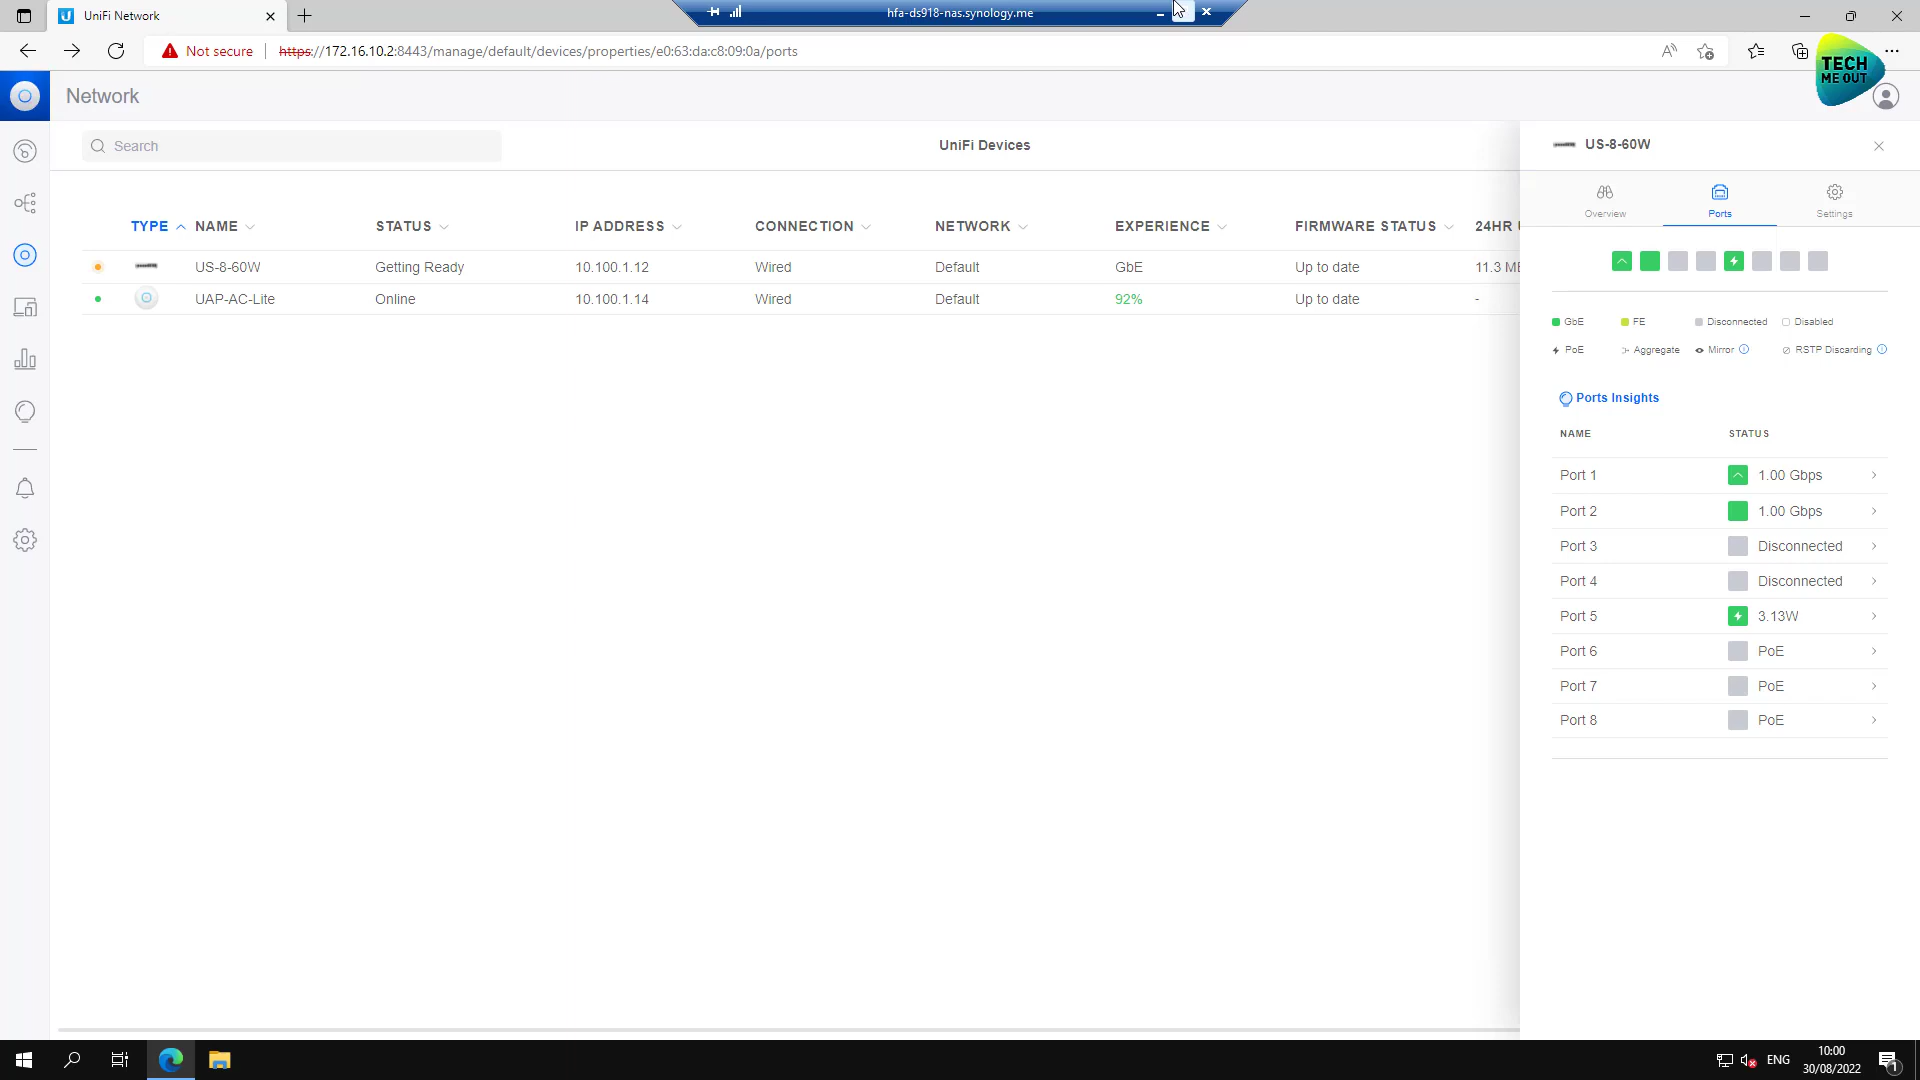 UniFi Network
hfa-ds918-nas.synology.me
Not secure
https://172.16.10.2:8443/manage/default/devices/properties/e0:63:da:c8:09:0a/ports
TECH
ME OUT
Network
Search
UniFi Devices
TYPE NAME STATUS IP ADDRESS CONNECTION NETWORK EXPERIENCE FIRMWARE STATUS 24HR
US-8-60W Getting Ready 10.100.1.12 Wired Default GbE Up to date 11.3 M
UAP-AC-Lite Online 10.100.1.14 Wired Default 92% Up to date -
US-8-60W
Overview Ports Settings
GbE FE Disconnected Disabled
PoE Aggregate Mirror RSTP Discarding
Ports Insights
NAME STATUS
Port 1 1.00 Gbps
Port 2 1.00 Gbps
Port 3 Disconnected
Port 4 Disconnected
Port 5 3.13W
Port 6 PoE
Port 7 PoE
Port 8 PoE
ENG
10:00
30/08/2022
1